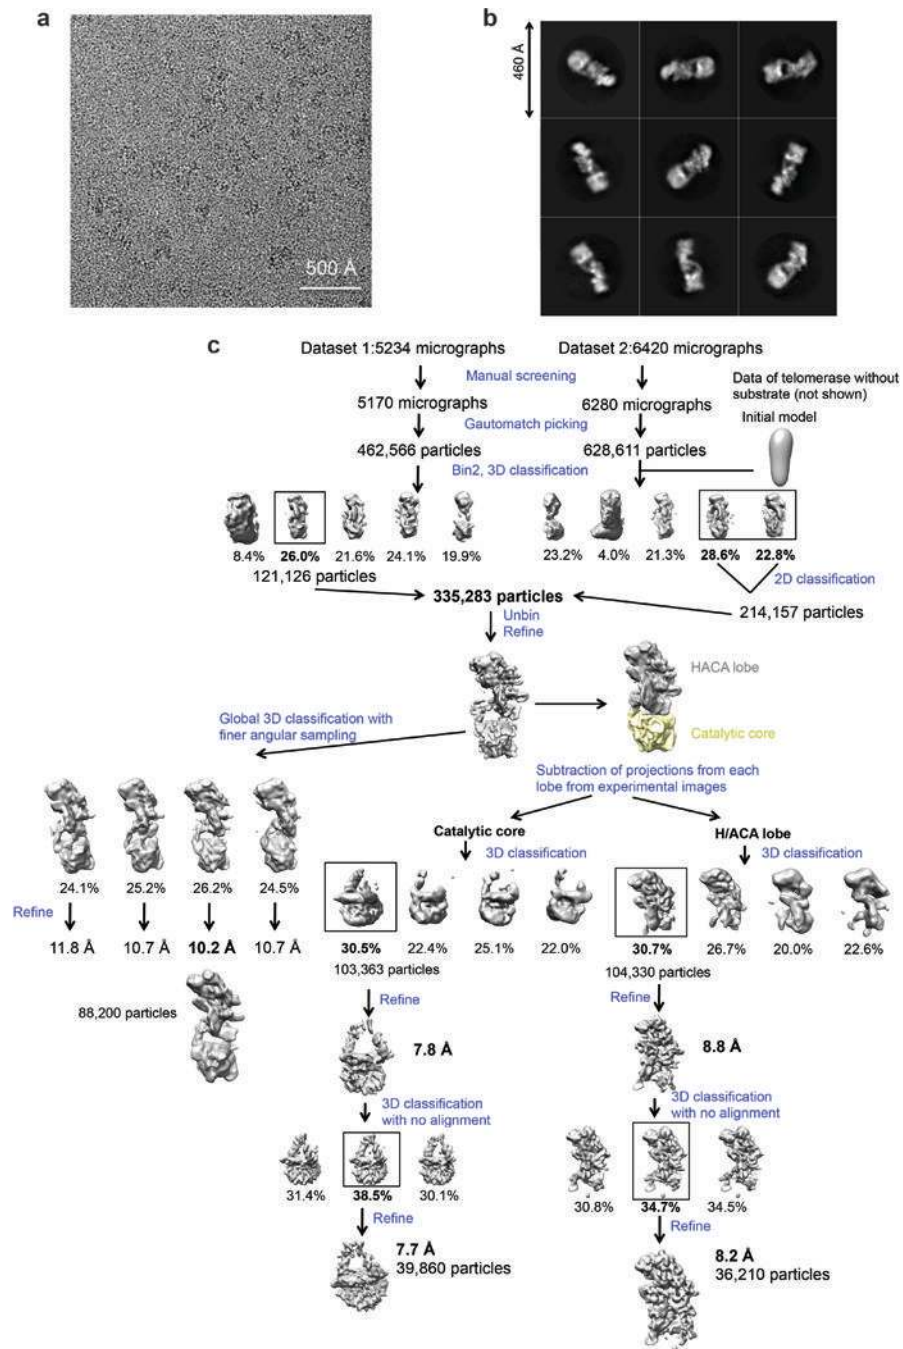 a
500 Å
b
460 Å
c
Dataset 1:5234 micrographs
Dataset 2:6420 micrographs
Manual screening
Data of telomerase without
substrate (not shown)
5170 micrographs
6280 micrographs
Initial model
Gautomatch picking
462,566 particles
628,611 particles
Bin2, 3D classification
8.4%
26.0%
21.6%
24.1%
19.9%
23.2%
4.0%
21.3%
28.6%
22.8%
121,126 particles
2D classification
335,283 particles
214,157 particles
Unbin
Refine
HACA lobe
Catalytic core
Global 3D classification with
finer angular sampling
Subtraction of projections from each
lobe from experimental images
Catalytic core
H/ACA lobe
3D classification
3D classification
24.1%
25.2%
26.2%
24.5%
Refine
11.8 Å
10.7 Å
10.2 Å
10.7 Å
88,200 particles
30.5%
22.4%
25.1%
22.0%
103,363 particles
30.7%
26.7%
20.0%
22.6%
104,330 particles
Refine
Refine
7.8 Å
8.8 Å
3D classification
with no alignment
3D classification
with no alignment
31.4%
38.5%
30.1%
30.8%
34.7%
34.5%
Refine
Refine
7.7 Å
39,860 particles
8.2 Å
36,210 particles